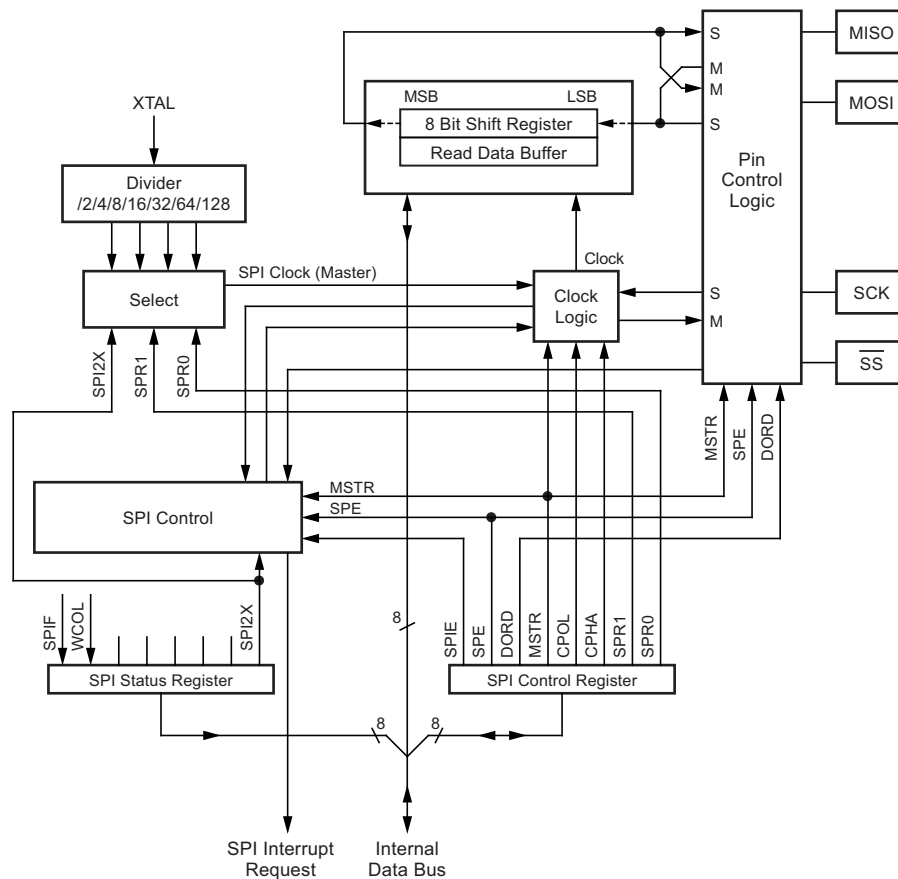 S
MISO
M
M
MOSI
S
XTAL
MSB
LSB
8 Bit Shift Register
Read Data Buffer
Pin
Control
Logic
Divider
/2/4/8/16/32/64/128
SPI Clock (Master)
Clock
Select
Clock
Logic
S
M
SCK
SS
SPI2X
SPR1
SPR0
MSTR
SPE
DORD
MSTR
SPE
SPI Control
SPIF
WCOL
SPI2X
8
SPIE
SPE
DORD
MSTR
CPOL
CPHA
SPR1
SPR0
SPI Status Register
SPI Control Register
8
8
SPI Interrupt
Request
Internal
Data Bus